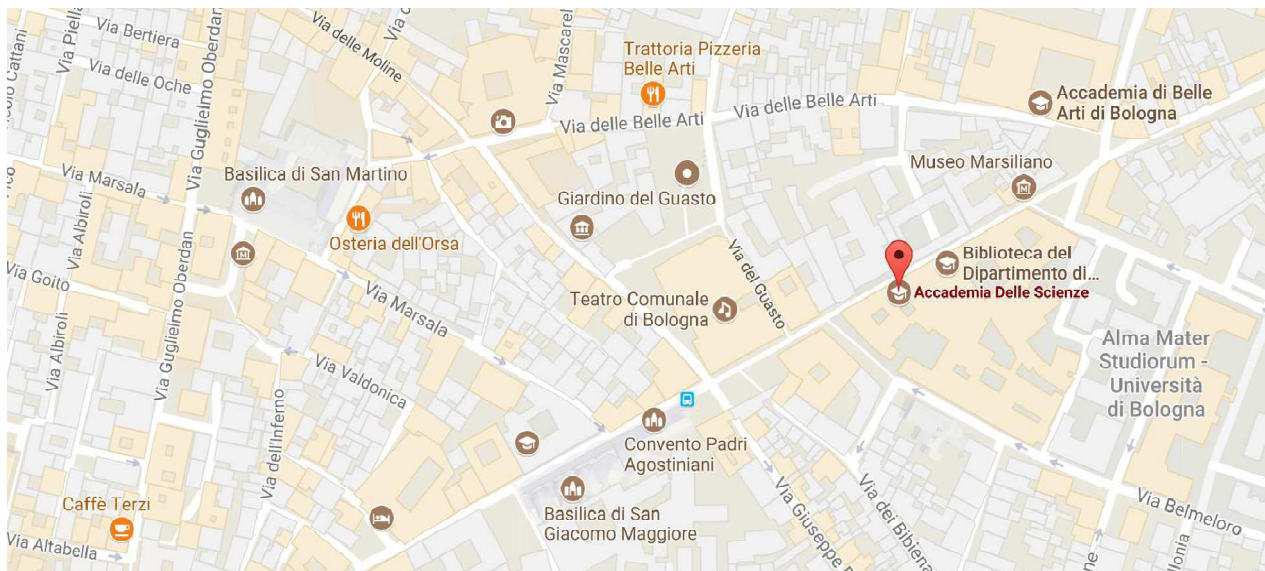 Via Piella
Via Bertiera
Via delle Oche
Via Guglielmo Oberdan
Via delle Moline
Via Mascarel
Trattoria Pizzeria
Belle Arti
Via delle Belle Arti
Via delle Belle Arti
Accademia di Belle
Arti di Bologna
Museo Marsiliano
Via Marsala
Basilica di San Martino
Giardino del Guasto
Osteria dell'Orsa
Via Albiroli
Via Goito
Via del Guasto
Biblioteca del
Dipartimento di...
Accademia Delle Scienze
Teatro Comunale
di Bologna
Via Marsala
Via Albiroli
Via Guglielmo Oberdan
Via Valdonica
Via dell'Inferno
Alma Mater
Studiorum -
Università
di Bologna
Convento Padri
Agostiniani
Basilica di San
Giacomo Maggiore
Via Giuseppe
Via dei Bibiena
Via Belmeloro
Caffè Terzi
Via Altabella